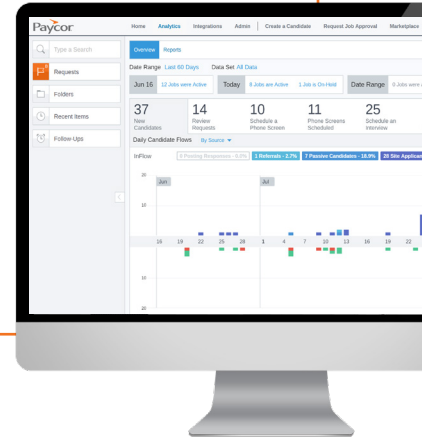 Paycor
Home Analytics Integrations Admin Create a Candidate Request Job Approval Marketplace
Type a Search
Overview Reports
Requests
Folders
Recent Items
Follow-Ups
Date Range Last 60 Days Data Set All Data
Jun 16 12 Jobs were Active Today 8 Jobs are Active 1 Job is On-Held Date Range
37 14 10 11 25
New Candidates
Review Requests
Schedule a Phone Screen
Phone Screens Scheduled
Schedule an Interview
Daily Candidate Flows By Source
InFlow
1 Referrals - 2.7% 7 Passive Candidates - 18.9%
Jun Jul
16 19 22 25 28 1 4 7 10 13 16 19 22